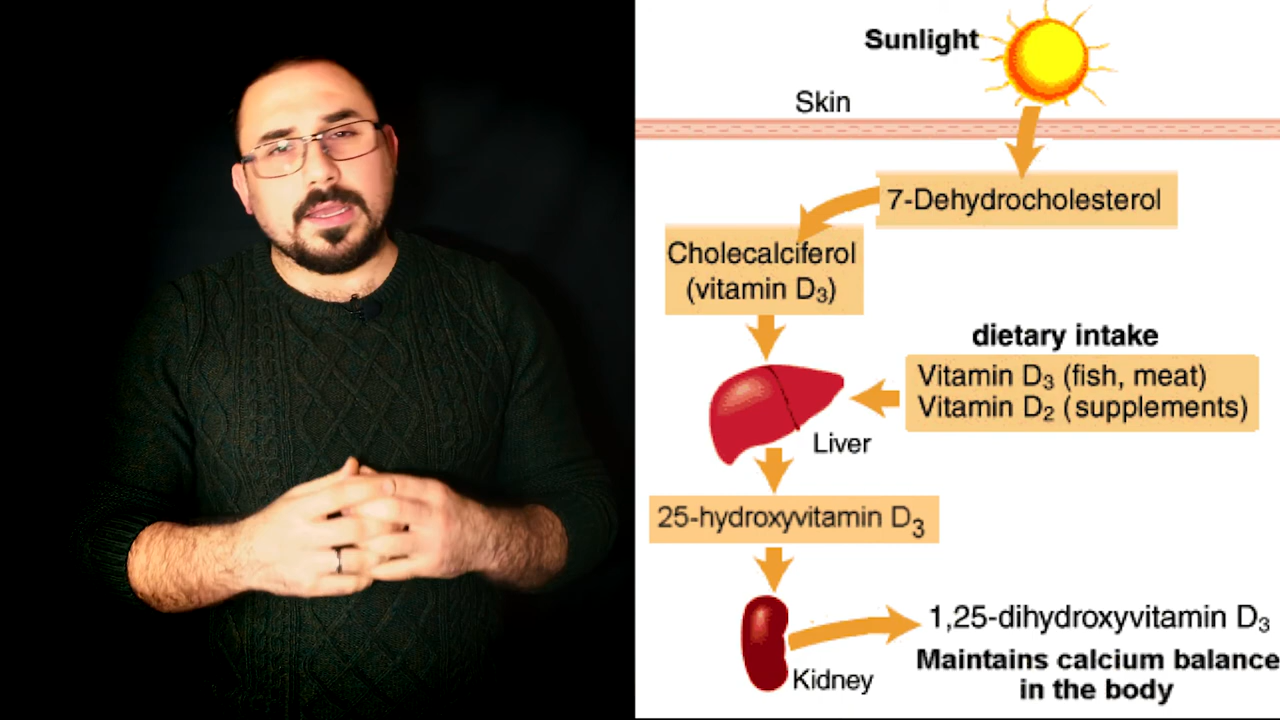 Sunlight
Skin
7-Dehydrocholesterol
Cholecalciferol
(vitamin D₃)
dietary intake
Vitamin D₃ (fish, meat)
Vitamin D₂ (supplements)
Liver
25-hydroxyvitamin D₃
1,25-dihydroxyvitamin D₃
Kidney
Maintains calcium balance
in the body